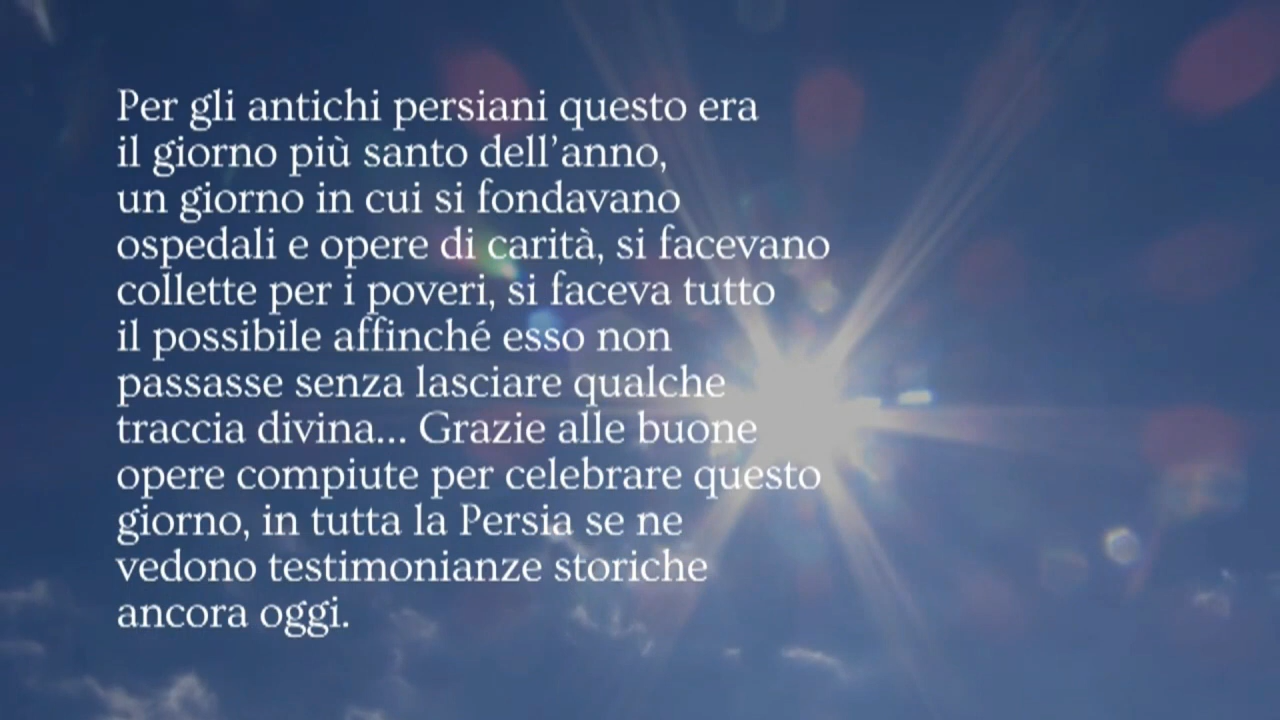 Per gli antichi persiani questo era
il giorno più santo dell’anno,
un giorno in cui si fondavano
ospedali e opere di carità, si facevano
collette per i poveri, si faceva tutto
il possibile affinché esso non
passasse senza lasciare qualche
traccia divina... Grazie alle buone
opere compiute per celebrare questo
giorno, in tutta la Persia se ne
vedono testimonianze storiche
ancora oggi.